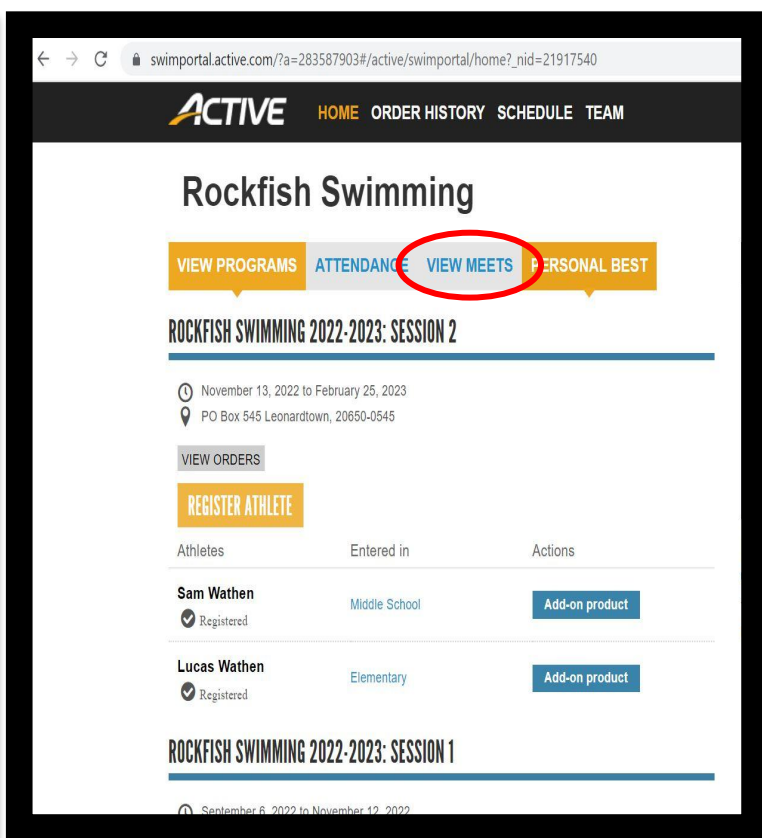 swimportal.active.com/?a=283587903#/active/swimportal/home?_nid=21917540
ACTIVE HOME ORDER HISTORY SCHEDULE TEAM
Rockfish Swimming
VIEW PROGRAMS ATTENDANCE VIEW MEETS PERSONAL BEST
ROCKFISH SWIMMING 2022-2023: SESSION 2
November 13, 2022 to February 25, 2023
PO Box 545 Leonardtown, 20650-0545
VIEW ORDERS
REGISTER ATHLETE
Athletes Entered in Actions
Sam Wathen
Registered
Middle School
Add-on product
Lucas Wathen
Registered
Elementary
Add-on product
ROCKFISH SWIMMING 2022-2023: SESSION 1
September 6, 2022 to November 12, 2022